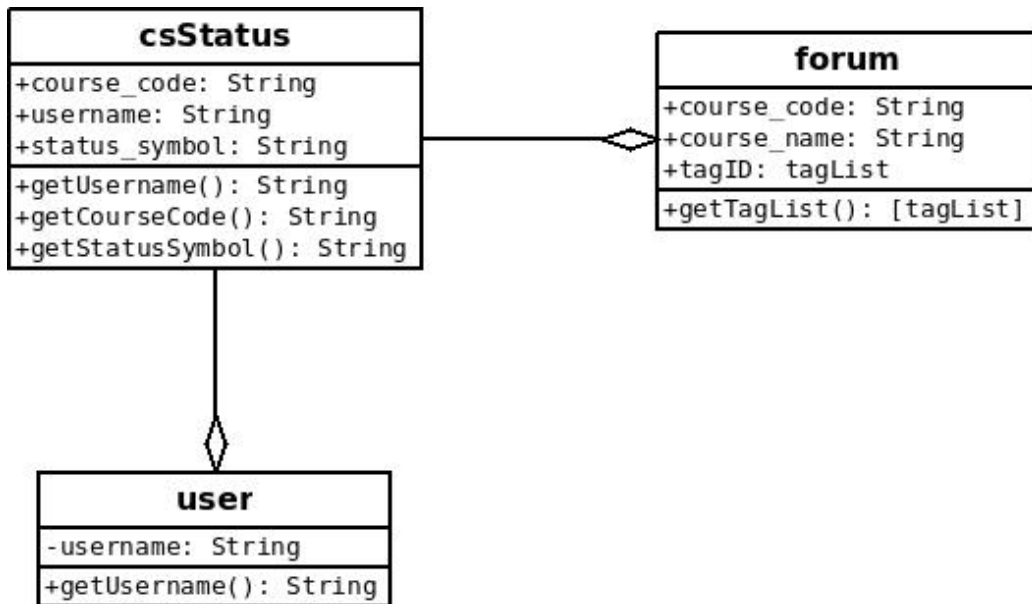 csStatus
+course_code: String
+username: String
+status_symbol: String
+getUsername(): String
+getCourseCode(): String
+getStatusSymbol(): String
forum
+course_code: String
+course_name: String
+tagID: tagList
+getTagList(): [tagList]
user
-username: String
+getUsername(): String